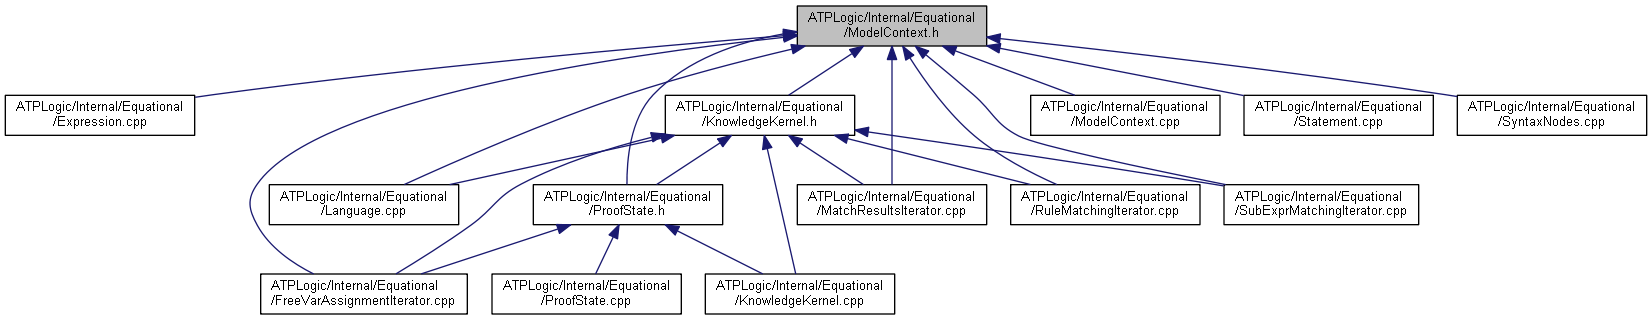 ATPLogic/Internal/Equational
/ModelContext.h
ATPLogic/Internal/Equational
/Expression.cpp
ATPLogic/Internal/Equational
/KnowledgeKernel.h
ATPLogic/Internal/Equational
/ModelContext.cpp
ATPLogic/Internal/Equational
/Statement.cpp
ATPLogic/Internal/Equational
/SyntaxNodes.cpp
ATPLogic/Internal/Equational
/Language.cpp
ATPLogic/Internal/Equational
/ProofState.h
ATPLogic/Internal/Equational
/MatchResultsIterator.cpp
ATPLogic/Internal/Equational
/RuleMatchingIterator.cpp
ATPLogic/Internal/Equational
/SubExprMatchingIterator.cpp
ATPLogic/Internal/Equational
/FreeVarAssignmentIterator.cpp
ATPLogic/Internal/Equational
/ProofState.cpp
ATPLogic/Internal/Equational
/KnowledgeKernel.cpp